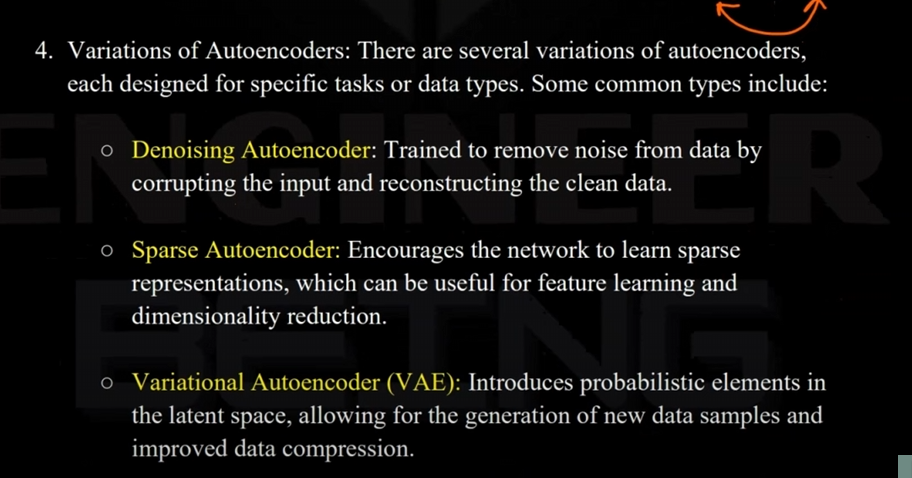 4. Variations of Autoencoders: There are several variations of autoencoders,
each designed for specific tasks or data types. Some common types include:
○ Denoising Autoencoder: Trained to remove noise from data by
corrupting the input and reconstructing the clean data.
○ Sparse Autoencoder: Encourages the network to learn sparse
representations, which can be useful for feature learning and
dimensionality reduction.
○ Variational Autoencoder (VAE): Introduces probabilistic elements in
the latent space, allowing for the generation of new data samples and
improved data compression.
ENGINEER
BEING